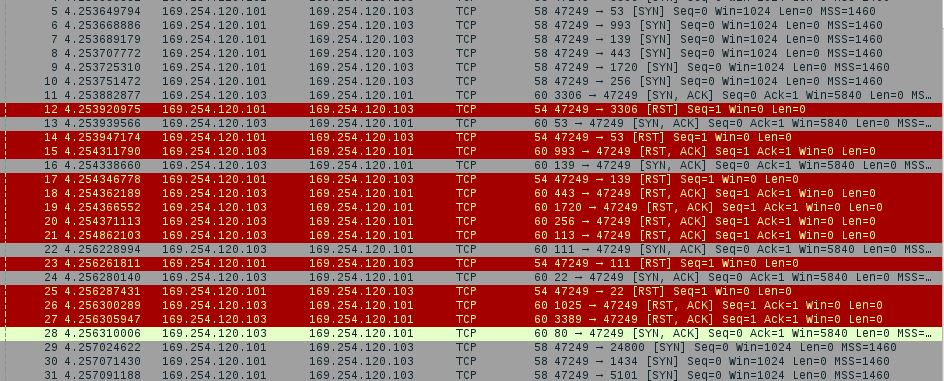 5 4.253649794 169.254.120.101 169.254.120.103 TCP 58 47249 → 53 [SYN] Seq=0 Win=1024 Len=0 MSS=1460
6 4.253668886 169.254.120.101 169.254.120.103 TCP 58 47249 → 993 [SYN] Seq=0 Win=1024 Len=0 MSS=1460
7 4.253689179 169.254.120.101 169.254.120.103 TCP 58 47249 → 139 [SYN] Seq=0 Win=1024 Len=0 MSS=1460
8 4.253707772 169.254.120.101 169.254.120.103 TCP 58 47249 → 443 [SYN] Seq=0 Win=1024 Len=0 MSS=1460
9 4.253725310 169.254.120.101 169.254.120.103 TCP 58 47249 → 1720 [SYN] Seq=0 Win=1024 Len=0 MSS=1460
10 4.253751472 169.254.120.101 169.254.120.103 TCP 58 47249 → 256 [SYN] Seq=0 Win=1024 Len=0 MSS=1460
11 4.253882877 169.254.120.103 169.254.120.101 TCP 60 3306 → 47249 [SYN, ACK] Seq=0 Ack=1 Win=5840 Len=0 MS…
12 4.253920975 169.254.120.101 169.254.120.103 TCP 54 47249 → 3306 [RST] Seq=1 Win=0 Len=0
13 4.253939566 169.254.120.103 169.254.120.101 TCP 60 53 → 47249 [SYN, ACK] Seq=0 Ack=1 Win=5840 Len=0 MSS=…
14 4.253947174 169.254.120.101 169.254.120.103 TCP 54 47249 → 53 [RST] Seq=1 Win=0 Len=0
15 4.254311790 169.254.120.103 169.254.120.101 TCP 60 993 → 47249 [RST, ACK] Seq=1 Ack=1 Win=0 Len=0
16 4.254338660 169.254.120.103 169.254.120.101 TCP 60 139 → 47249 [SYN, ACK] Seq=0 Ack=1 Win=5840 Len=0 MSS…
17 4.254346778 169.254.120.101 169.254.120.103 TCP 54 47249 → 139 [RST] Seq=1 Win=0 Len=0
18 4.254362189 169.254.120.103 169.254.120.101 TCP 60 443 → 47249 [RST, ACK] Seq=1 Ack=1 Win=0 Len=0
19 4.254366552 169.254.120.103 169.254.120.101 TCP 60 1720 → 47249 [RST, ACK] Seq=1 Ack=1 Win=0 Len=0
20 4.254371113 169.254.120.103 169.254.120.101 TCP 60 256 → 47249 [RST, ACK] Seq=1 Ack=1 Win=0 Len=0
21 4.254862103 169.254.120.103 169.254.120.101 TCP 60 113 → 47249 [RST, ACK] Seq=1 Ack=1 Win=0 Len=0
22 4.256228994 169.254.120.103 169.254.120.101 TCP 60 111 → 47249 [SYN, ACK] Seq=0 Ack=1 Win=5840 Len=0 MSS…
23 4.256261811 169.254.120.101 169.254.120.103 TCP 54 47249 → 111 [RST] Seq=1 Win=0 Len=0
24 4.256280140 169.254.120.103 169.254.120.101 TCP 60 22 → 47249 [SYN, ACK] Seq=0 Ack=1 Win=5840 Len=0 MSS=…
25 4.256287431 169.254.120.101 169.254.120.103 TCP 54 47249 → 22 [RST] Seq=1 Win=0 Len=0
26 4.256300289 169.254.120.103 169.254.120.101 TCP 60 1025 → 47249 [RST, ACK] Seq=1 Ack=1 Win=0 Len=0
27 4.256305947 169.254.120.103 169.254.120.101 TCP 60 3389 → 47249 [RST, ACK] Seq=1 Ack=1 Win=0 Len=0
28 4.256310006 169.254.120.103 169.254.120.101 TCP 60 80 → 47249 [SYN, ACK] Seq=0 Ack=1 Win=5840 Len=0 MSS=…
29 4.257024622 169.254.120.101 169.254.120.103 TCP 58 47249 → 24800 [SYN] Seq=0 Win=1024 Len=0 MSS=1460
30 4.257071430 169.254.120.101 169.254.120.103 TCP 58 47249 → 1434 [SYN] Seq=0 Win=1024 Len=0 MSS=1460
31 4.257091188 169.254.120.101 169.254.120.103 TCP 58 47249 → 5101 [SYN] Seq=0 Win=1024 Len=0 MSS=1460